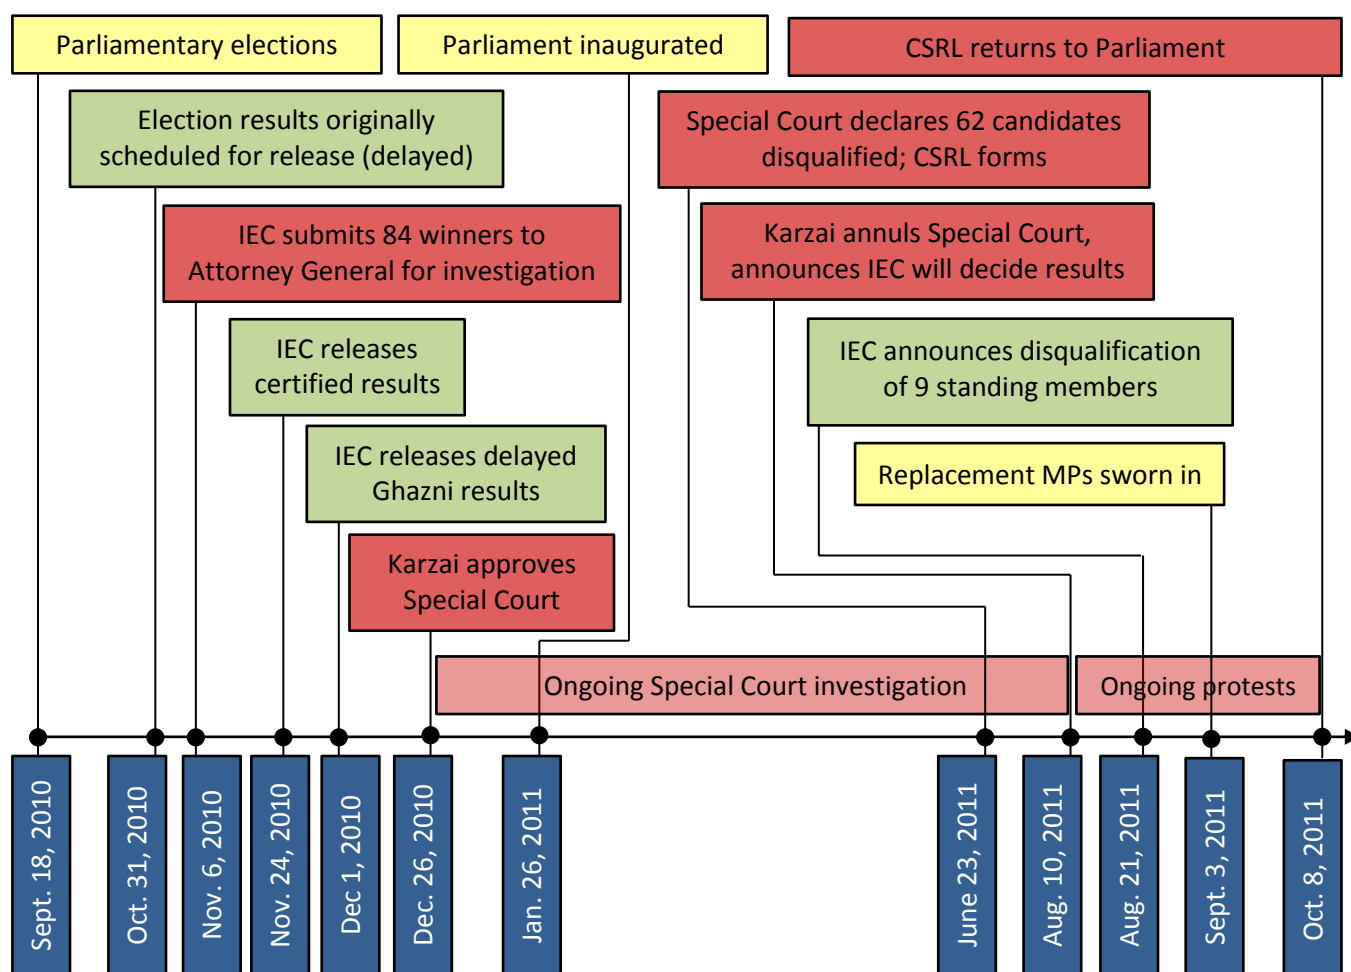 Parliamentary elections
Parliament inaugurated
CSRL returns to Parliament
Election results originally
scheduled for release (delayed)
Special Court declares 62 candidates
disqualified; CSRL forms
IEC submits 84 winners to
Attorney General for investigation
Karzai annuls Special Court,
announces IEC will decide results
IEC releases
certified results
IEC announces disqualification
of 9 standing members
IEC releases delayed
Ghazni results
Replacement MPs sworn in
Karzai approves
Special Court
Ongoing Special Court investigation
Ongoing protests
Sept. 18, 2010
Oct. 31, 2010
Nov. 6, 2010
Nov. 24, 2010
Dec 1, 2010
Dec. 26, 2010
Jan. 26, 2011
June 23, 2011
Aug. 10, 2011
Aug. 21, 2011
Sept. 3, 2011
Oct. 8, 2011